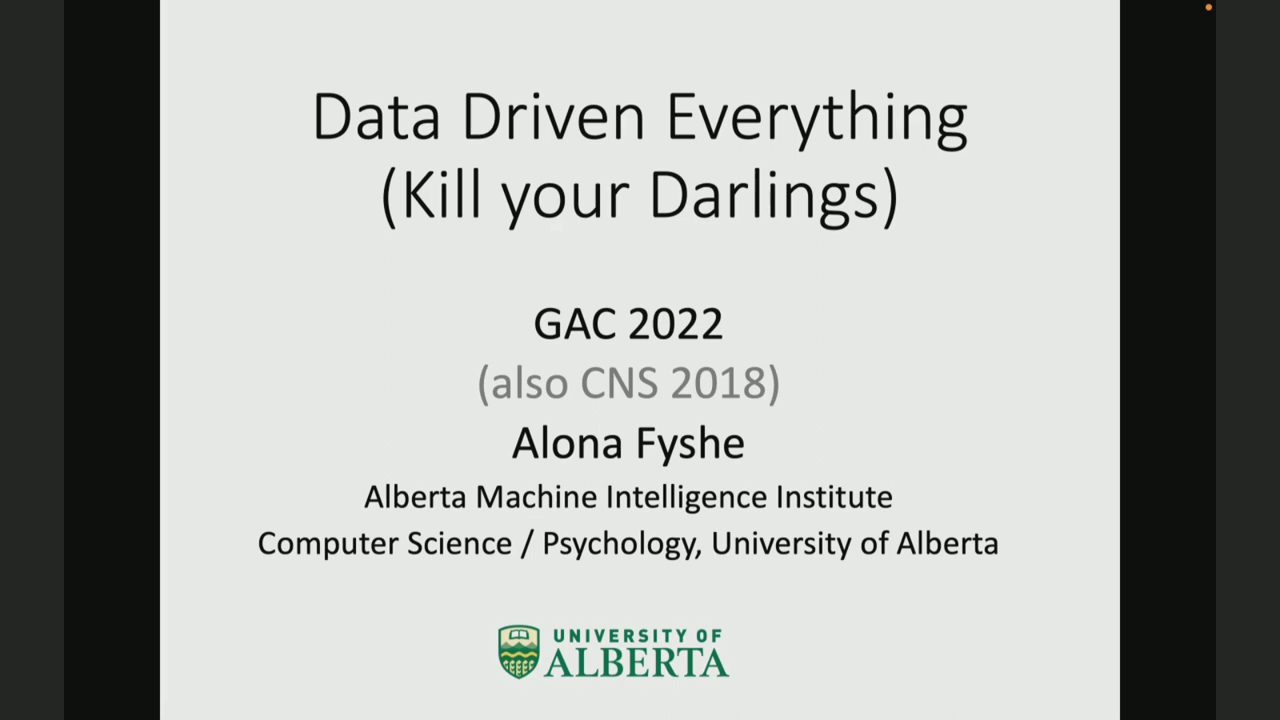 Data Driven Everything
(Kill your Darlings)
GAC 2022
(also CNS 2018)
Alona Fyshe
Alberta Machine Intelligence Institute
Computer Science / Psychology, University of Alberta
UNIVERSITY OF
ALBERTA